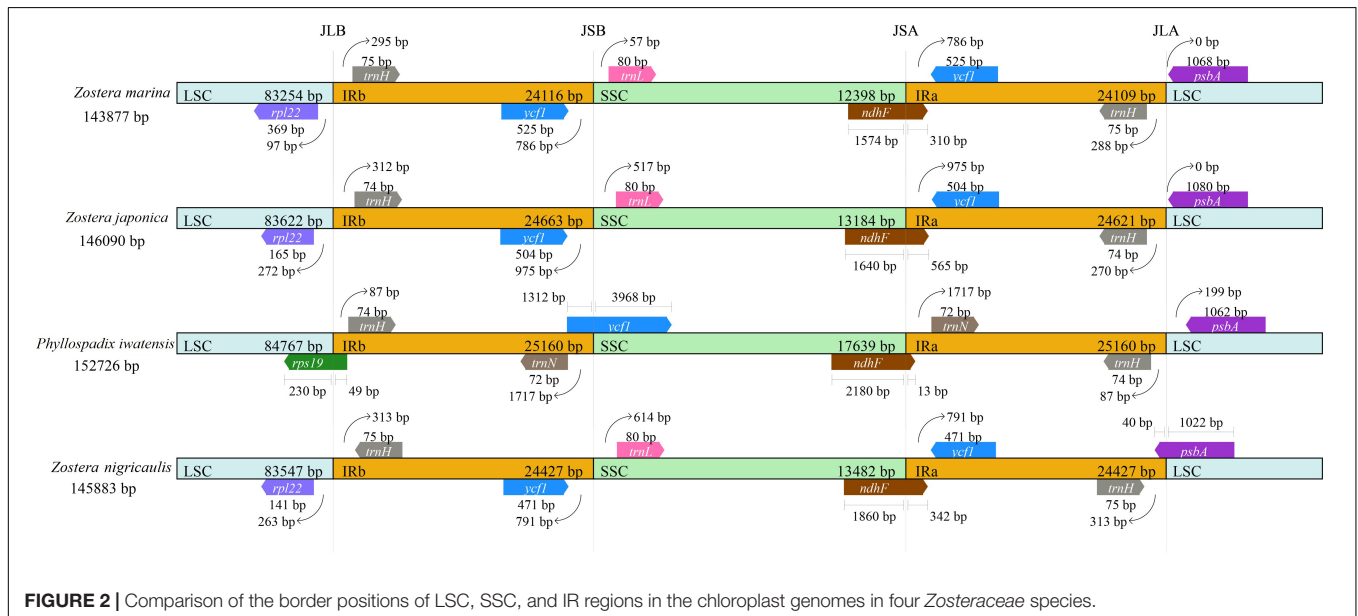 JLB JSB JSA JLA
295 bp 57 bp 786 bp 0 bp
75 bp 80 bp 525 bp 1068 bp
trnH trnL ycf1 psbA
Zostera marina
143877 bp
LSC 83254 bp IRb 24116 bp SSC 12398 bp IRa 24109 bp LSC
rpl22 ycf1 ndhF trnH
369 bp 525 bp 75 bp
97 bp 786 bp 1574 bp 310 bp 288 bp
312 bp 517 bp 975 bp 0 bp
74 bp 80 bp 504 bp 1080 bp
trnH trnL ycf1 psbA
Zostera japonica
146090 bp
LSC 83622 bp IRb 24663 bp SSC 13184 bp IRa 24621 bp LSC
rpl22 ycf1 ndhF trnH
165 bp 504 bp 74 bp
272 bp 975 bp 1640 bp 565 bp 270 bp
87 bp 1312 bp 3968 bp 1717 bp 199 bp
74 bp 72 bp 1062 bp
trnH ycf1 trnN psbA
Phyllospadix iwatensis
152726 bp
LSC 84767 bp IRb 25160 bp SSC 17639 bp IRa 25160 bp LSC
rps19 trnN ndhF trnH
72 bp 74 bp
230 bp 49 bp 1717 bp 2180 bp 13 bp 87 bp
313 bp 614 bp 791 bp 40 bp 1022 bp
75 bp 80 bp 471 bp
trnH trnL ycf1 psbA
Zostera nigricaulis
145883 bp
LSC 83547 bp IRb 24427 bp SSC 13482 bp IRa 24427 bp LSC
rpl22 ycf1 ndhF trnH
141 bp 471 bp 75 bp
263 bp 791 bp 1860 bp 342 bp 313 bp
FIGURE 2 | Comparison of the border positions of LSC, SSC, and IR regions in the chloroplast genomes in four Zosteraceae species.